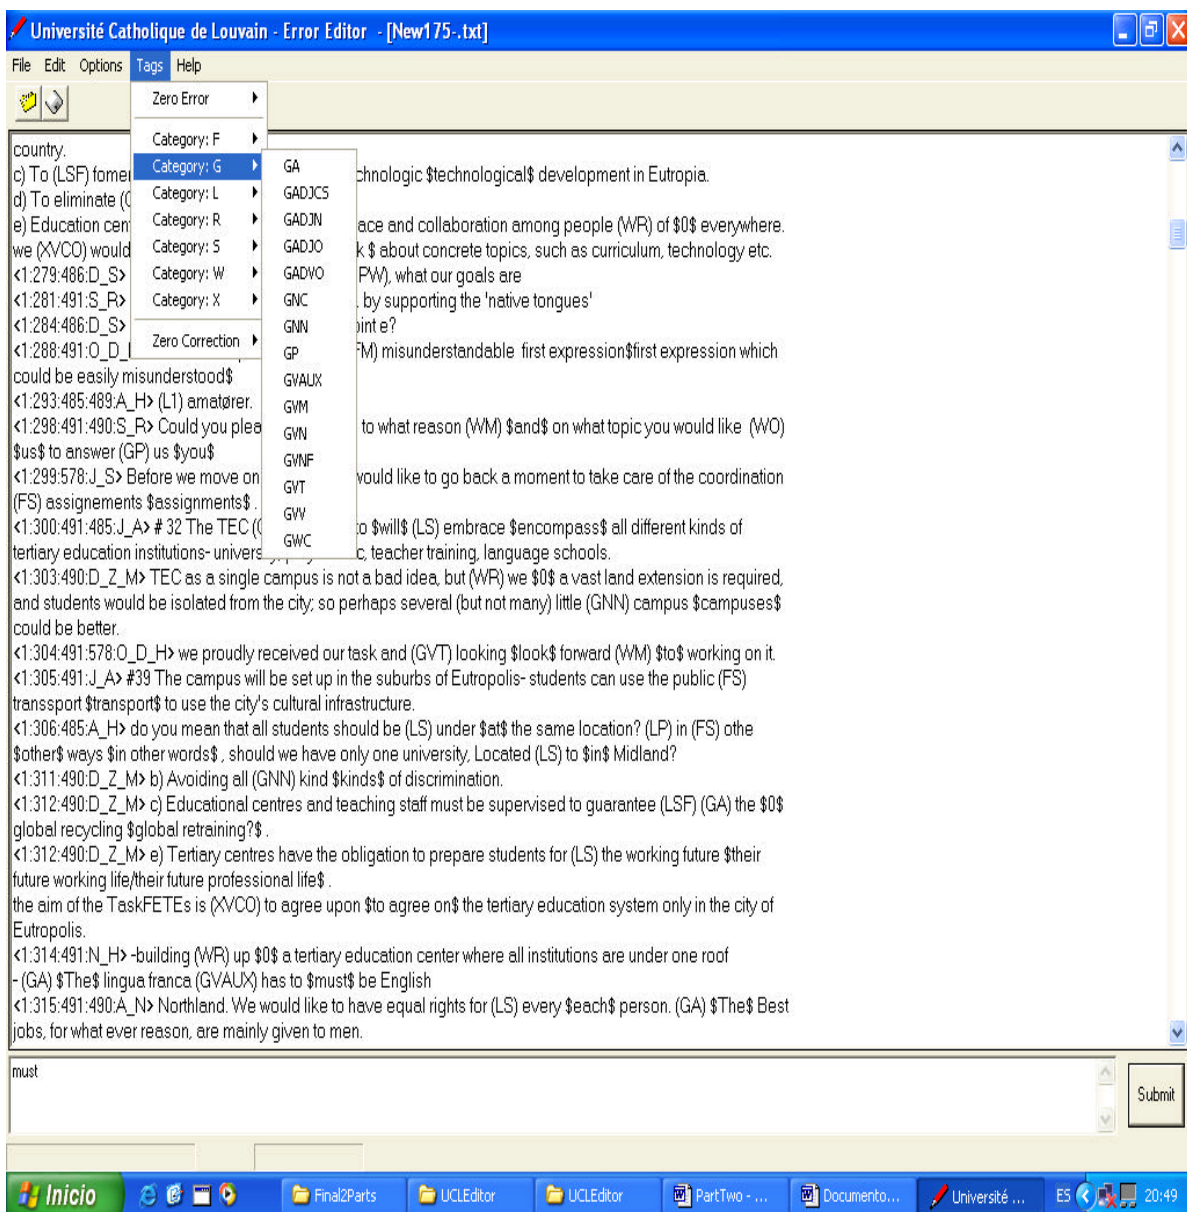 Université Catholique de Louvain - Error Editor - [New175-.txt]
File Edit Options Tags Help
Zero Error
Category: F
Category: G
Category: L
Category: R
Category: S
Category: W
Category: X
Zero Correction
GA
GADJCS
GADJN
GADJO
GADVO
GNC
GNN
GP
GVAUX
GVM
GVN
GVNF
GVT
GVV
GWC
country.
c) To (LSF) fomen chnologic $technological$ development in Eutropia.
d) To eliminate (
e) Education cen ace and collaboration among people (WR) of $0$ everywhere.
we (XVCO) would k $ about concrete topics, such as curriculum, technology etc.
<1:279:486:D_S> PW), what our goals are
<1:281:491:S_R> by supporting the 'native tongues'
<1:284:486:D_S> oint e?
<1:288:491:O_D_ FM) misunderstandable first expression$first expression which
could be easily misunderstood$
<1:293:485:489:A_H> (L1) amatører.
<1:298:491:490:S_R> Could you plea to what reason (WM) $and$ on what topic you would like (WO)
$us$ to answer (GP) us $you$
<1:299:578:J_S> Before we move on would like to go back a moment to take care of the coordination
(FS) assignements $assignments$ .
<1:300:491:485:J_A> # 32 The TEC ( to $will$ (LS) embrace $encompass$ all different kinds of
tertiary education institutions- univers c, teacher training, language schools.
<1:303:490:D_Z_M> TEC as a single campus is not a bad idea, but (WR) we $0$ a vast land extension is required,
and students would be isolated from the city; so perhaps several (but not many) little (GNN) campus $campuses$
could be better.
<1:304:491:578:O_D_H> we proudly received our task and (GVT) looking $look$ forward (WM) $to$ working on it.
<1:305:491:J_A> #39 The campus will be set up in the suburbs of Eutropolis- students can use the public (FS)
transsport $transport$ to use the city's cultural infrastructure.
<1:306:485:A_H> do you mean that all students should be (LS) under $at$ the same location? (LP) in (FS) othe
$other$ ways $in other words$ , should we have only one university, Located (LS) to $in$ Midland?
<1:311:490:D_Z_M> b) Avoiding all (GNN) kind $kinds$ of discrimination.
<1:312:490:D_Z_M> c) Educational centres and teaching staff must be supervised to guarantee (LSF) (GA) the $0$
global recycling $global retraining?$ .
<1:312:490:D_Z_M> e) Tertiary centres have the obligation to prepare students for (LS) the working future $their
future working life/their future professional life$ .
the aim of the TaskFETEs is (XVCO) to agree upon $to agree on$ the tertiary education system only in the city of
Eutropolis.
<1:314:491:N_H> -building (WR) up $0$ a tertiary education center where all institutions are under one roof
- (GA) $The$ lingua franca (GVAUX) has to $must$ be English
<1:315:491:490:A_N> Northland. We would like to have equal rights for (LS) every $each$ person. (GA) $The$ Best
jobs, for what ever reason, are mainly given to men.
must
Submit
Inicio Final2Parts UCLEditor UCLEditor PartTwo - ... Documento... Université ... ES 20:49